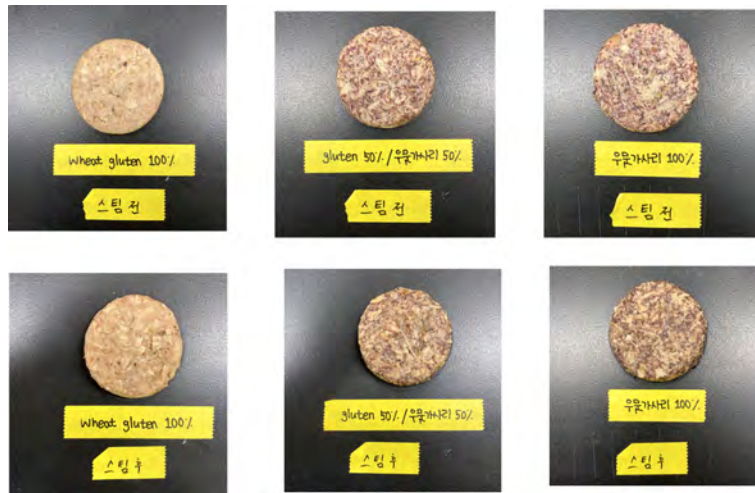 Wheat gluten 100%
스팀 전
gluten 50% / 우뭇가사리 50%
스팀 전
우뭇가사리 100%
스팀 전
Wheat gluten 100%
스팀 후
gluten 50% / 우뭇가사리 50%
스팀 후
우뭇가사리 100%
스팀 후